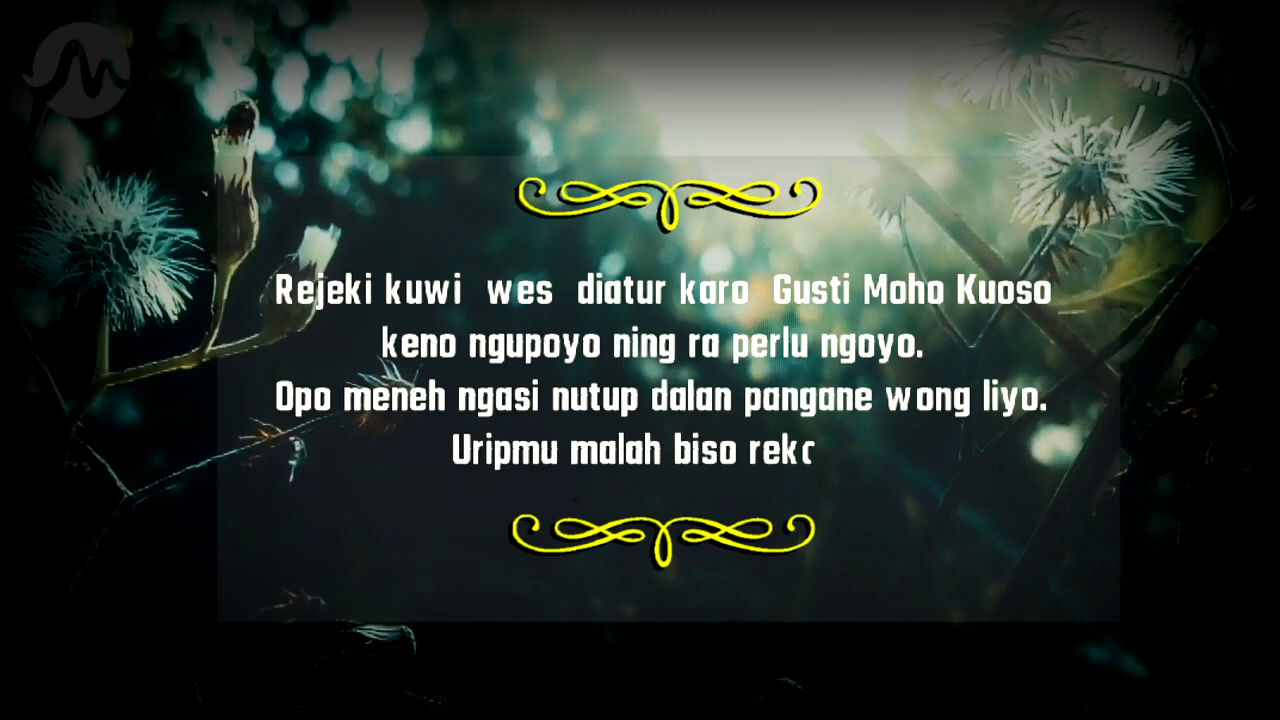 Rejeki kuwi wes diatur karo Gusti Moho Kuoso
keno ngupoyo ning ra perlu ngoyo.
Opo meneh ngasi nutup dalan pangane wong liyo.
Uripmu malah biso